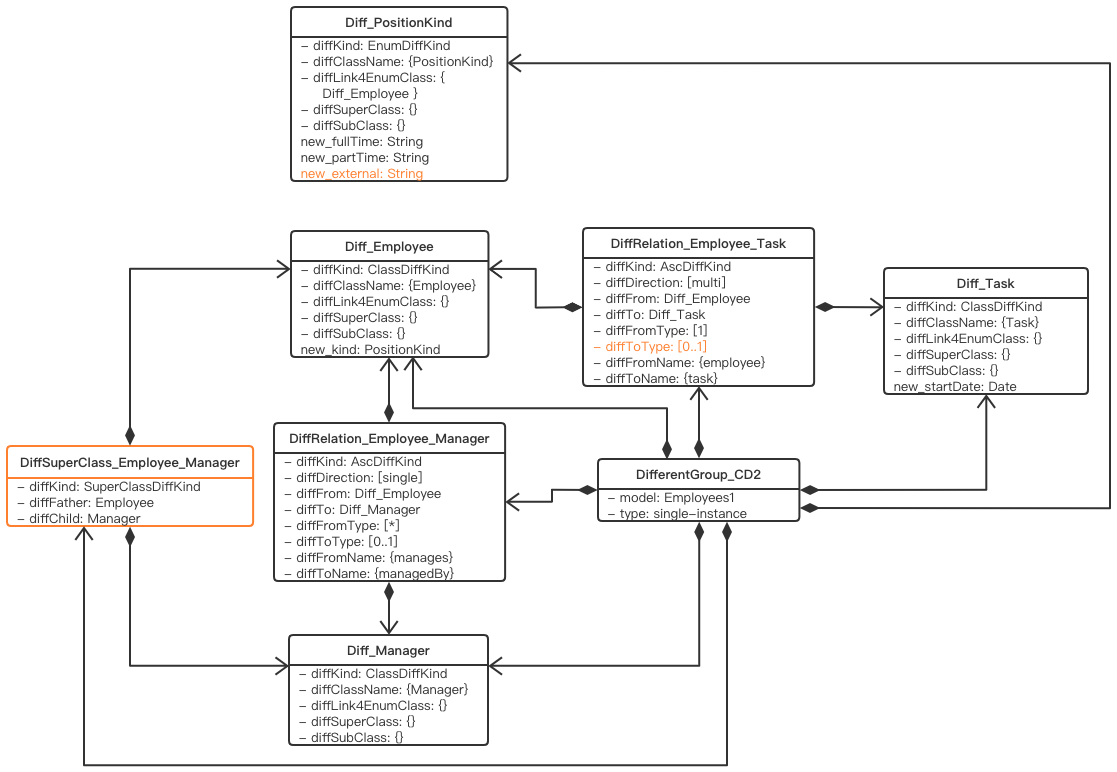 Diff_PositionKind
– diffKind: EnumDiffKind
– diffClassName: {PositionKind}
– diffLink4EnumClass: {
Diff_Employee }
– diffSuperClass: {}
– diffSubClass: {}
new_fullTime: String
new_partTime: String
new_external: String
Diff_Employee
– diffKind: ClassDiffKind
– diffClassName: {Employee}
– diffLink4EnumClass: {}
– diffSuperClass: {}
– diffSubClass: {}
new_kind: PositionKind
DiffRelation_Employee_Task
– diffKind: AscDiffKind
– diffDirection: [multi]
– diffFrom: Diff_Employee
– diffTo: Diff_Task
– diffFromType: [1]
– diffToType: [0..1]
– diffFromName: {employee}
– diffToName: {task}
Diff_Task
– diffKind: ClassDiffKind
– diffClassName: {Task}
– diffLink4EnumClass: {}
– diffSuperClass: {}
– diffSubClass: {}
new_startDate: Date
DiffSuperClass_Employee_Manager
– diffKind: SuperClassDiffKind
– diffFather: Employee
– diffChild: Manager
DiffRelation_Employee_Manager
– diffKind: AscDiffKind
– diffDirection: [single]
– diffFrom: Diff_Employee
– diffTo: Diff_Manager
– diffFromType: [*]
– diffToType: [0..1]
– diffFromName: {manages}
– diffToName: {managedBy}
DifferentGroup_CD2
– model: Employees1
– type: single-instance
Diff_Manager
– diffKind: ClassDiffKind
– diffClassName: {Manager}
– diffLink4EnumClass: {}
– diffSuperClass: {}
– diffSubClass: {}